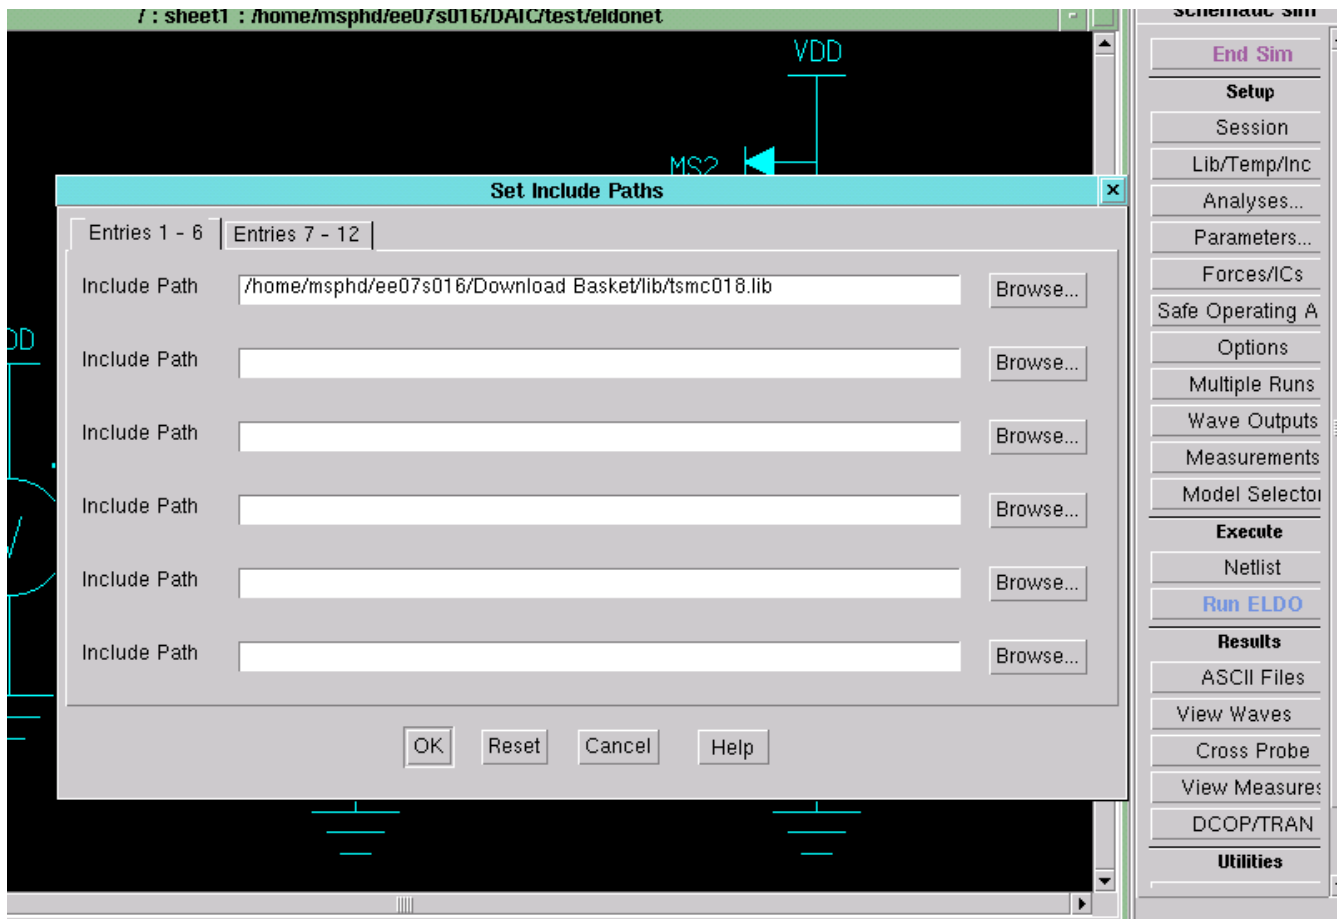 / : sheet1 : /home/msphd/ee07s016/DAIC/test/eldonet
VDD
MS2
DD
V
Set Include Paths
Entries 1 - 6
Entries 7 - 12
Include Path /home/msphd/ee07s016/Download Basket/lib/tsmc018.lib Browse...
Include Path Browse...
Include Path Browse...
Include Path Browse...
Include Path Browse...
Include Path Browse...
OK Reset Cancel Help
Schematic Sim
End Sim
Setup
Session
Lib/Temp/Inc
Analyses...
Parameters...
Forces/ICs
Safe Operating A
Options
Multiple Runs
Wave Outputs
Measurements
Model Selector
Execute
Netlist
Run ELDO
Results
ASCII Files
View Waves
Cross Probe
View Measures
DCOP/TRAN
Utilities